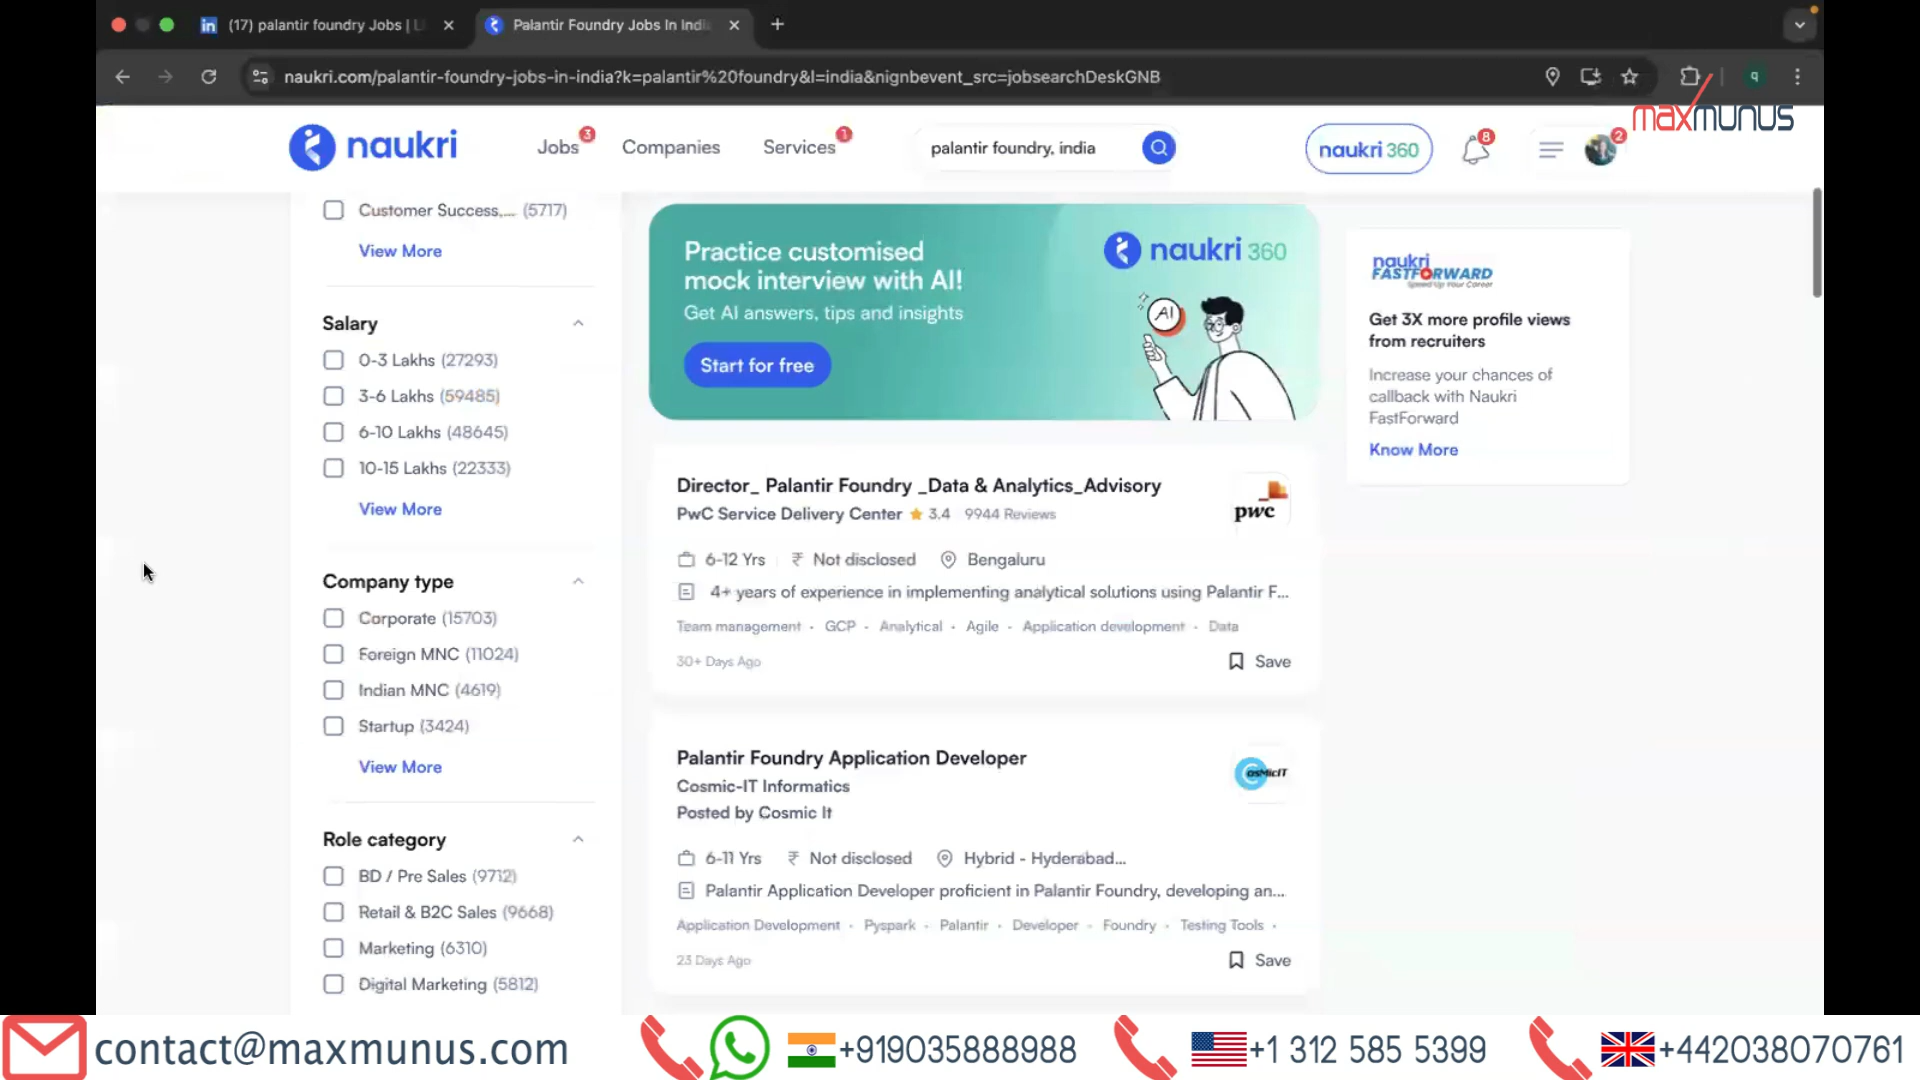 (17) palantir foundry Jobs | L
Palantir Foundry Jobs In Indi
naukri.com/palantir-foundry-jobs-in-india?k=palantir%20foundry&l=india&nignbevent_src=jobsearchDeskGNB
q
maxmunus
naukri
Jobs 3
Companies
Services 1
palantir foundry, india
naukri 360
8
2
Customer Success,... (5717)
View More
Salary
0-3 Lakhs (27293)
3-6 Lakhs (59485)
6-10 Lakhs (48645)
10-15 Lakhs (22333)
View More
Company type
Corporate (15703)
Foreign MNC (11024)
Indian MNC (4619)
Startup (3424)
View More
Role category
BD / Pre Sales (9712)
Retail & B2C Sales (9668)
Marketing (6310)
Digital Marketing (5812)
Practice customised
mock interview with AI!
Get AI answers, tips and insights
Start for free
naukri 360
AI
Director_ Palantir Foundry _Data & Analytics_Advisory
PwC Service Delivery Center 3.4 9944 Reviews
pwc
6-12 Yrs ₹ Not disclosed Bengaluru
4+ years of experience in implementing analytical solutions using Palantir F...
Team management · GCP · Analytical · Agile · Application development · Data
30+ Days Ago
Save
Palantir Foundry Application Developer
Cosmic-IT Informatics
Posted by Cosmic It
CosMicIT
6-11 Yrs ₹ Not disclosed Hybrid - Hyderabad...
Palantir Application Developer proficient in Palantir Foundry, developing an...
Application Development · Pyspark · Palantir · Developer · Foundry · Testing Tools ·
23 Days Ago
Save
naukri
FASTFORWARD
Speed Up Your Career
Get 3X more profile views
from recruiters
Increase your chances of
callback with Naukri
FastForward
Know More
contact@maxmunus.com
+919035888988
+1 312 585 5399
+442038070761